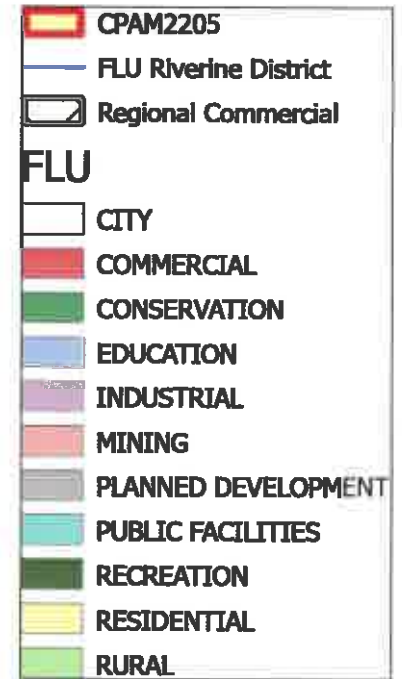 CPAM2205
FLU Riverine District
Regional Commercial
FLU
CITY
COMMERCIAL
CONSERVATION
EDUCATION
INDUSTRIAL
MINING
PLANNED DEVELOPMENT
PUBLIC FACILITIES
RECREATION
RESIDENTIAL
RURAL